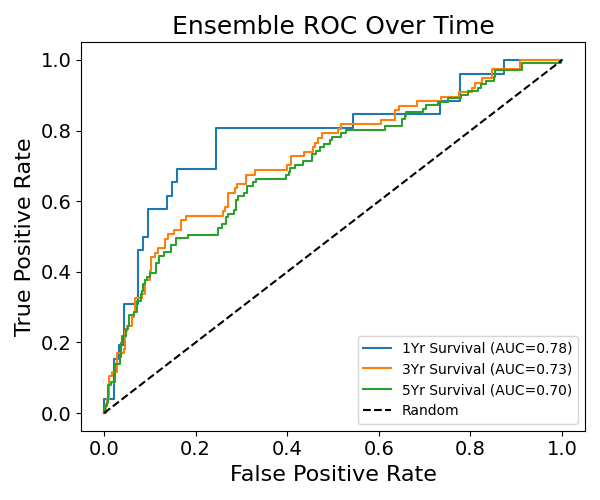 Ensemble ROC Over Time
True Positive Rate
1.0
0.8
0.6
0.4
0.2
0.0
0.0 0.2 0.4 0.6 0.8 1.0
False Positive Rate
1Yr Survival (AUC=0.78)
3Yr Survival (AUC=0.73)
5Yr Survival (AUC=0.70)
Random